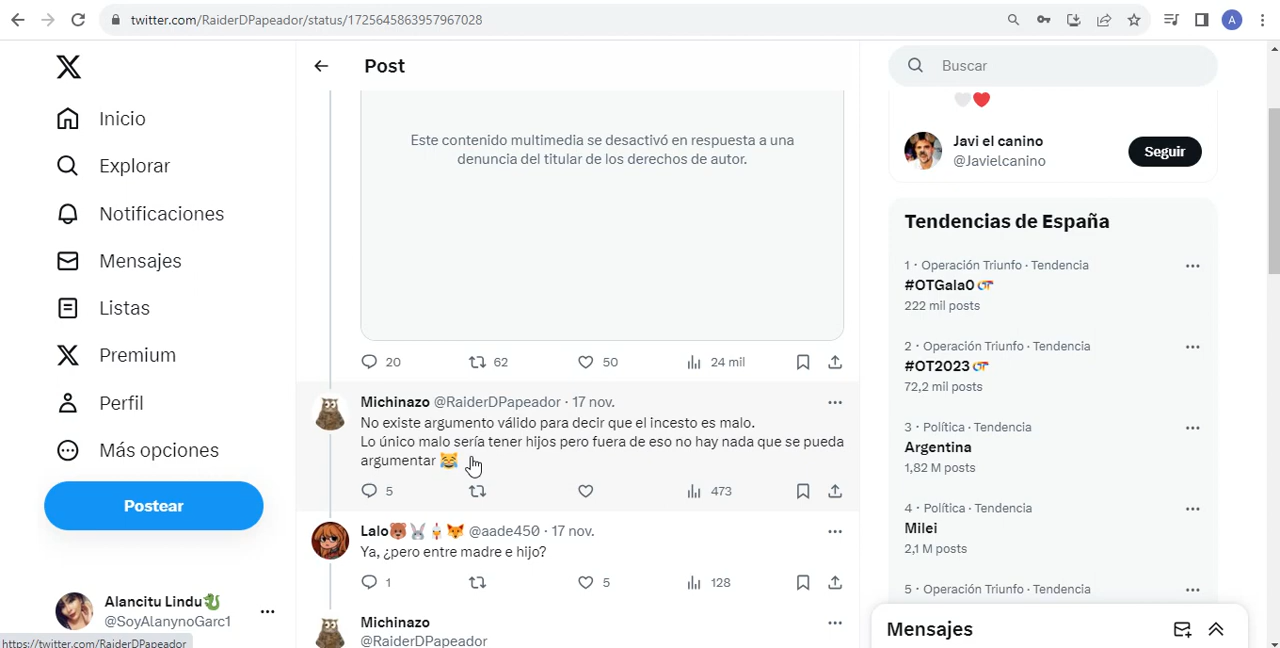 twitter.com/RaiderDPapeador/status/1725645863957967028
A
Inicio
Explorar
Notificaciones
Mensajes
Listas
Premium
Perfil
Más opciones
Postear
Alancitu Lindu🐉
@SoyAlanynoGarc1
https://twitter.com/RaiderDPapeador
Post
Este contenido multimedia se desactivó en respuesta a una
denuncia del titular de los derechos de autor.
20 62 50 24 mil
Michinazo @RaiderDPapeador · 17 nov.
No existe argumento válido para decir que el incesto es malo.
Lo único malo sería tener hijos pero fuera de eso no hay nada que se pueda
argumentar 😹
5 473
Lalo🐻🐰🐔🦊 @aade450 · 17 nov.
Ya, ¿pero entre madre e hijo?
1 5 128
Michinazo
@RaiderDPapeador
Buscar
🤍❤️
Javi el canino
@Javielcanino
Seguir
Tendencias de España
1 · Operación Triunfo · Tendencia
#OTGala0
222 mil posts
2 · Operación Triunfo · Tendencia
#OT2023
72,2 mil posts
3 · Política · Tendencia
Argentina
1,82 M posts
4 · Política · Tendencia
Milei
2,1 M posts
5 · Operación Triunfo · Tendencia
Mensajes